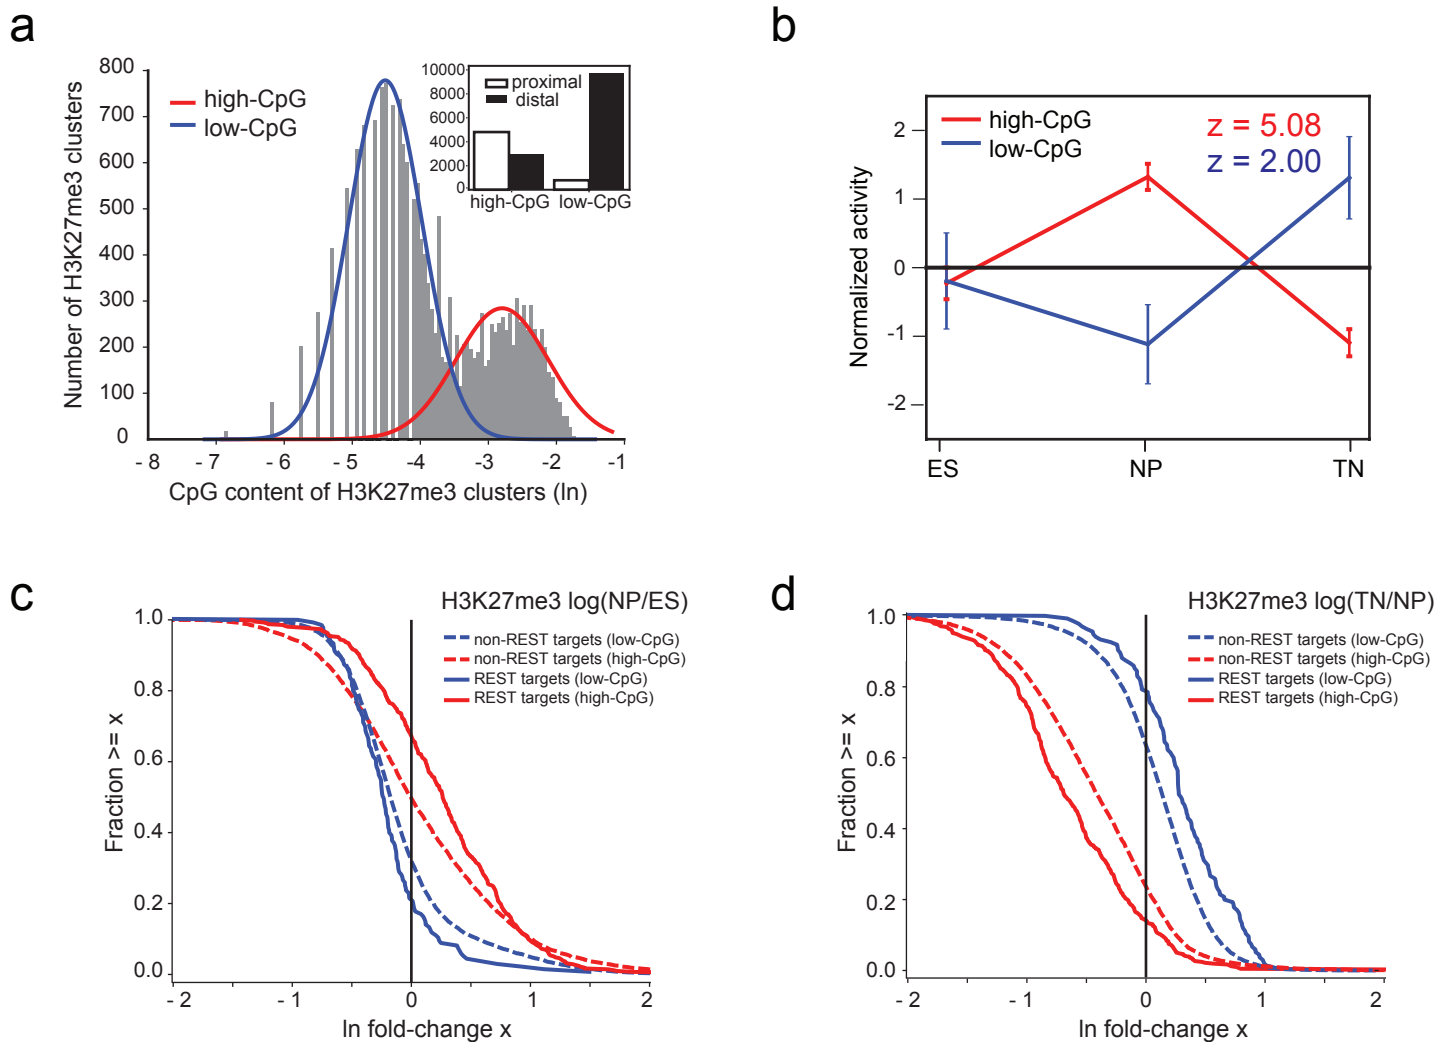 a
800
700
600
500
400
300
200
100
0
Number of H3K27me3 clusters
high-CpG
low-CpG
10000
8000
6000
4000
2000
0
proximal
distal
high-CpG low-CpG
- 8 - 7 - 6 - 5 - 4 -3 -2 -1
CpG content of H3K27me3 clusters (ln)
b
2
1
0
-1
-2
Normalized activity
high-CpG
low-CpG
z = 5.08
z = 2.00
ES NP TN
c
H3K27me3 log(NP/ES)
non-REST targets (low-CpG)
non-REST targets (high-CpG)
REST targets (low-CpG)
REST targets (high-CpG)
1.0
0.8
0.6
0.4
0.2
0.0
Fraction >= x
- 2 - 1 0 1 2
ln fold-change x
d
H3K27me3 log(TN/NP)
non-REST targets (low-CpG)
non-REST targets (high-CpG)
REST targets (low-CpG)
REST targets (high-CpG)
1.0
0.8
0.6
0.4
0.2
0.0
Fraction >= x
- 2 - 1 0 1 2
ln fold-change x